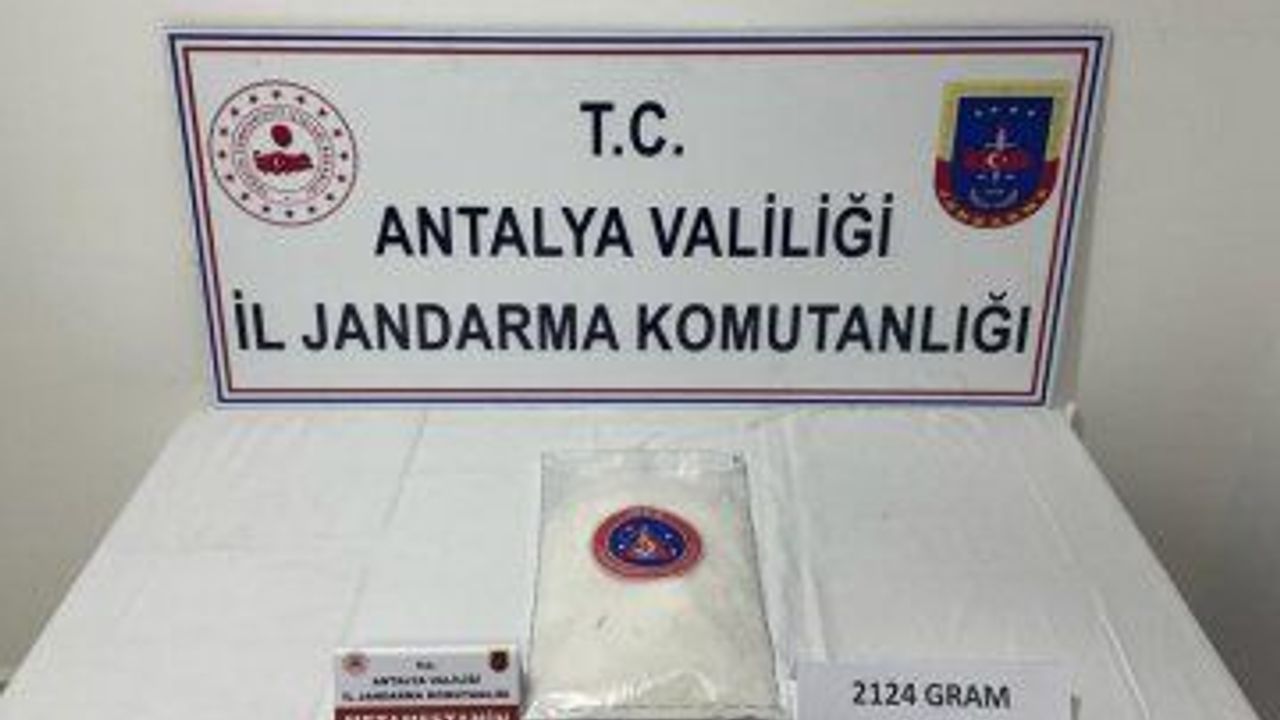 T.C.
ANTALYA VALİLİĞİ
İL JANDARMA KOMUTANLIĞI
T.C.
ANTALYA VALİLİĞİ
İL JANDARMA KOMUTANLIĞI
2124 GRAM